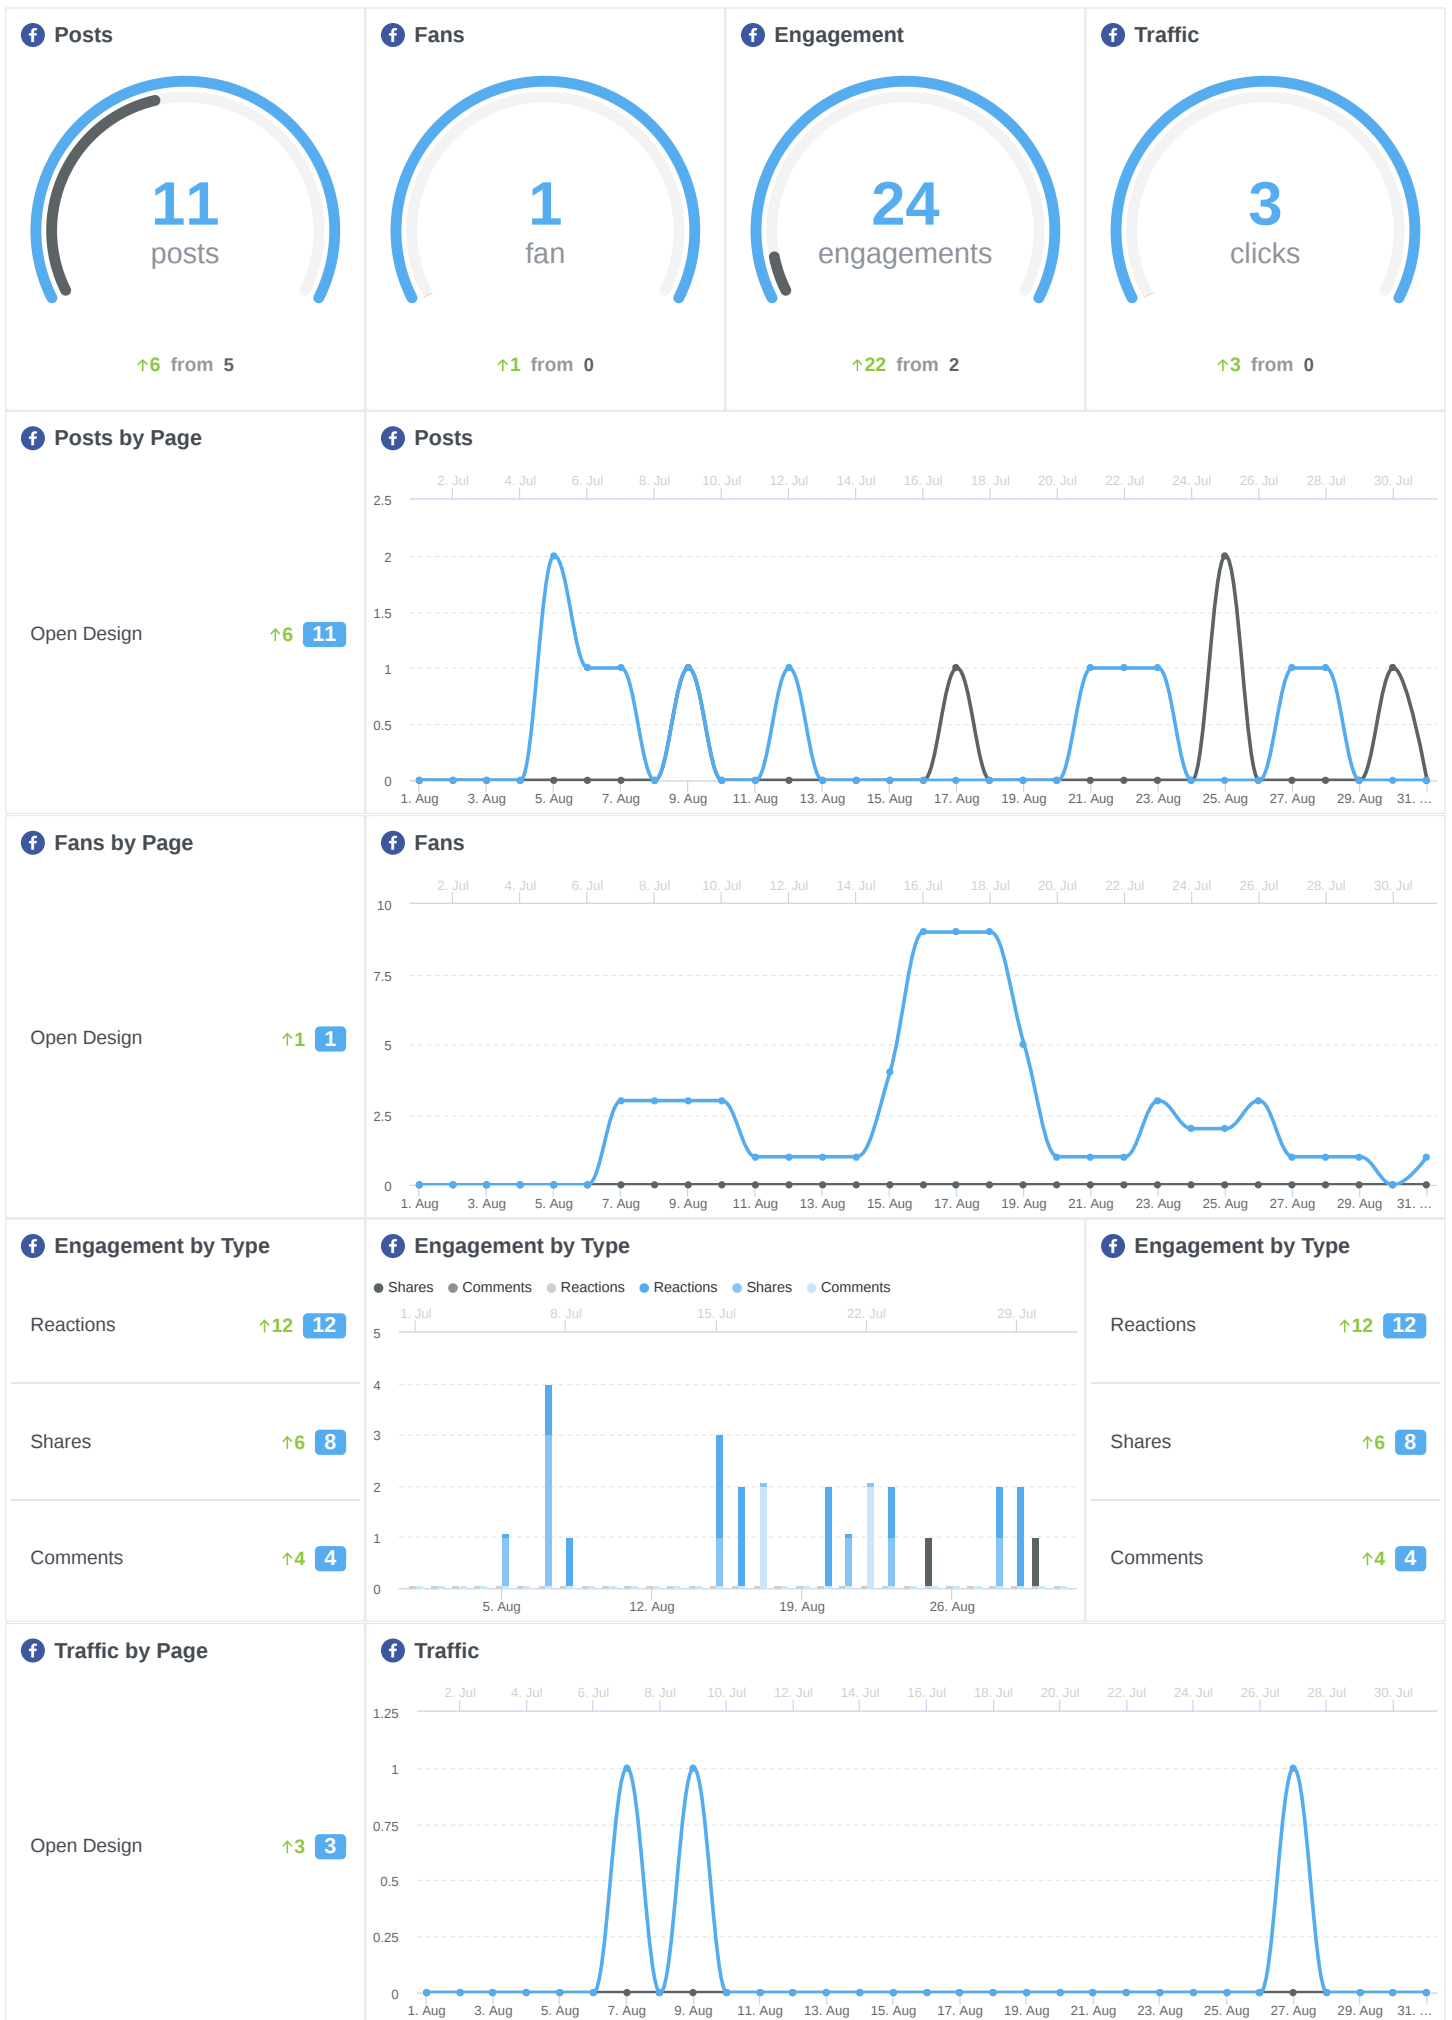 Posts
Fans
Engagement
Traffic
11
posts
1
fan
24
engagements
3
clicks
↑6 from 5
↑1 from 0
↑22 from 2
↑3 from 0
Posts by Page
Open Design ↑6 11
Posts
2. Jul 4. Jul 6. Jul 8. Jul 10. Jul 12. Jul 14. Jul 16. Jul 18. Jul 20. Jul 22. Jul 24. Jul 26. Jul 28. Jul 30. Jul
2.5
2
1.5
1
0.5
0
1. Aug 3. Aug 5. Aug 7. Aug 9. Aug 11. Aug 13. Aug 15. Aug 17. Aug 19. Aug 21. Aug 23. Aug 25. Aug 27. Aug 29. Aug 31. ...
Fans by Page
Open Design ↑1 1
Fans
2. Jul 4. Jul 6. Jul 8. Jul 10. Jul 12. Jul 14. Jul 16. Jul 18. Jul 20. Jul 22. Jul 24. Jul 26. Jul 28. Jul 30. Jul
10
7.5
5
2.5
0
1. Aug 3. Aug 5. Aug 7. Aug 9. Aug 11. Aug 13. Aug 15. Aug 17. Aug 19. Aug 21. Aug 23. Aug 25. Aug 27. Aug 29. Aug 31. ...
Engagement by Type
Reactions ↑12 12
Shares ↑6 8
Comments ↑4 4
Engagement by Type
Shares Comments Reactions Reactions Shares Comments
1. Jul 8. Jul 15. Jul 22. Jul 29. Jul
5
4
3
2
1
0
5. Aug 12. Aug 19. Aug 26. Aug
Engagement by Type
Reactions ↑12 12
Shares ↑6 8
Comments ↑4 4
Traffic by Page
Open Design ↑3 3
Traffic
2. Jul 4. Jul 6. Jul 8. Jul 10. Jul 12. Jul 14. Jul 16. Jul 18. Jul 20. Jul 22. Jul 24. Jul 26. Jul 28. Jul 30. Jul
1.25
1
0.75
0.5
0.25
0
1. Aug 3. Aug 5. Aug 7. Aug 9. Aug 11. Aug 13. Aug 15. Aug 17. Aug 19. Aug 21. Aug 23. Aug 25. Aug 27. Aug 29. Aug 31. ...